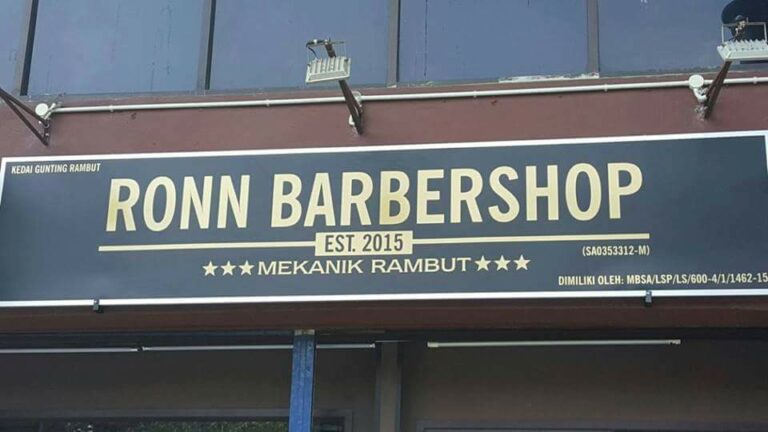 KEDAI GUNTING RAMBUT
RONN BARBERSHOP
EST. 2015
(SA0353312-M)
★★★MEKANIK RAMBUT★★★
DIMILIKI OLEH: MBSA/LSP/LS/600-4/1/1462-15